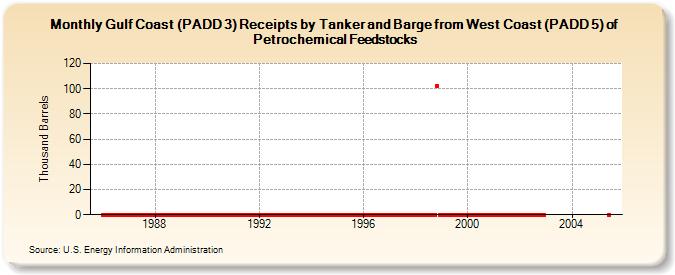 Monthly Gulf Coast (PADD 3) Receipts by Tanker and Barge from West Coast (PADD 5) of
Petrochemical Feedstocks
Thousand Barrels
120
100
80
60
40
20
0
1988 1992 1996 2000 2004
Source: U.S. Energy Information Administration